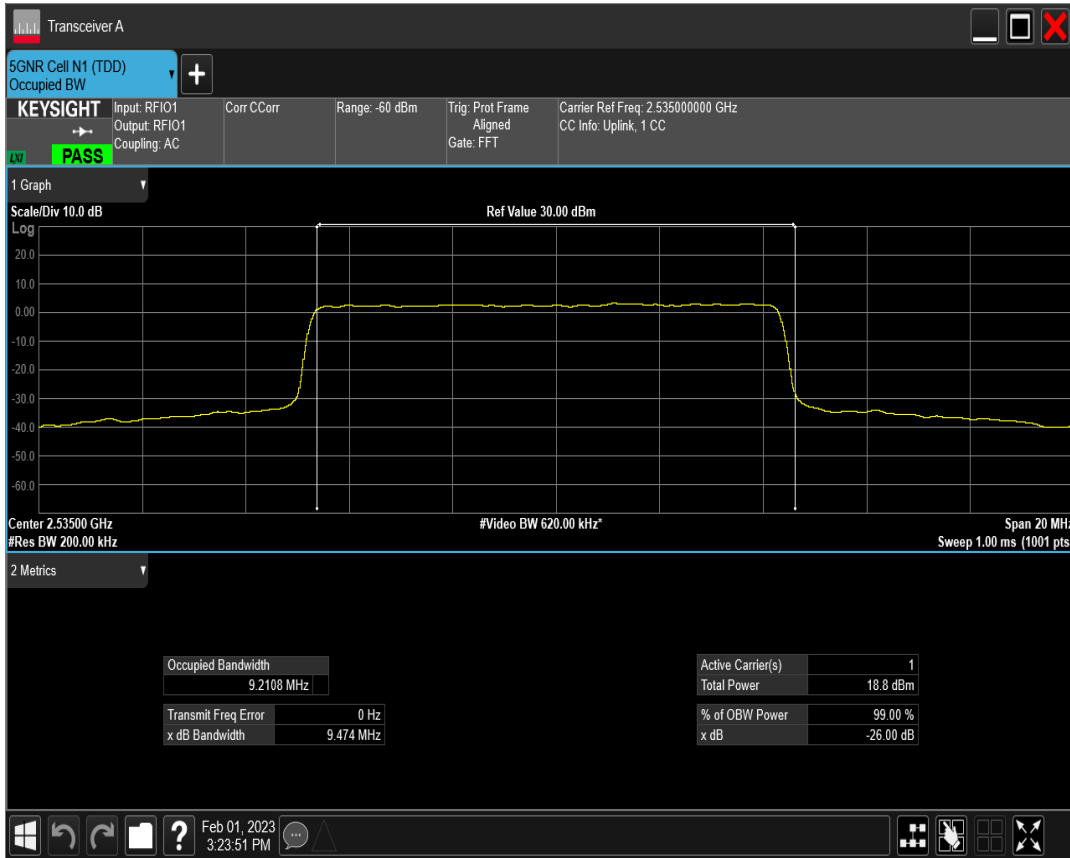 Transceiver A
5GNR Cell N1 (TDD)
Occupied BW
+
KEYSIGHT
LXI
PASS
Input: RFIO1
Output: RFIO1
Coupling: AC
Corr CCorr
Range: -60 dBm
Trig: Prot Frame
Aligned
Gate: FFT
Carrier Ref Freq: 2.535000000 GHz
CC Info: Uplink, 1 CC
1 Graph
Scale/Div 10.0 dB
Ref Value 30.00 dBm
Log
20.0
10.0
0.00
-10.0
-20.0
-30.0
-40.0
-50.0
-60.0
Center 2.53500 GHz
#Video BW 620.00 kHz*
Span 20 MHz
#Res BW 200.00 kHz
Sweep 1.00 ms (1001 pts
2 Metrics
Occupied Bandwidth
9.2108 MHz
Transmit Freq Error 0 Hz
x dB Bandwidth 9.474 MHz
Active Carrier(s) 1
Total Power 18.8 dBm
% of OBW Power 99.00 %
x dB -26.00 dB
?
Feb 01, 2023
3:23:51 PM